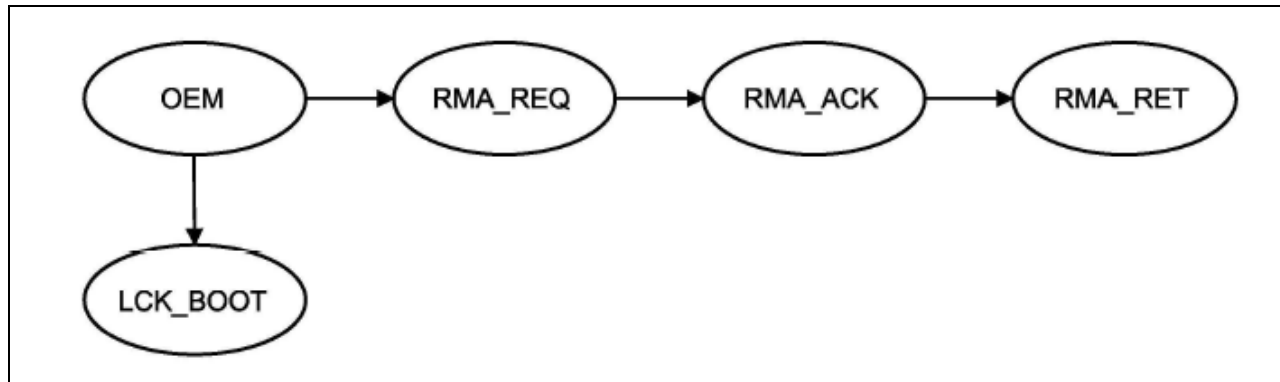 OEM
RMA_REQ
RMA_ACK
RMA_RET
LCK_BOOT